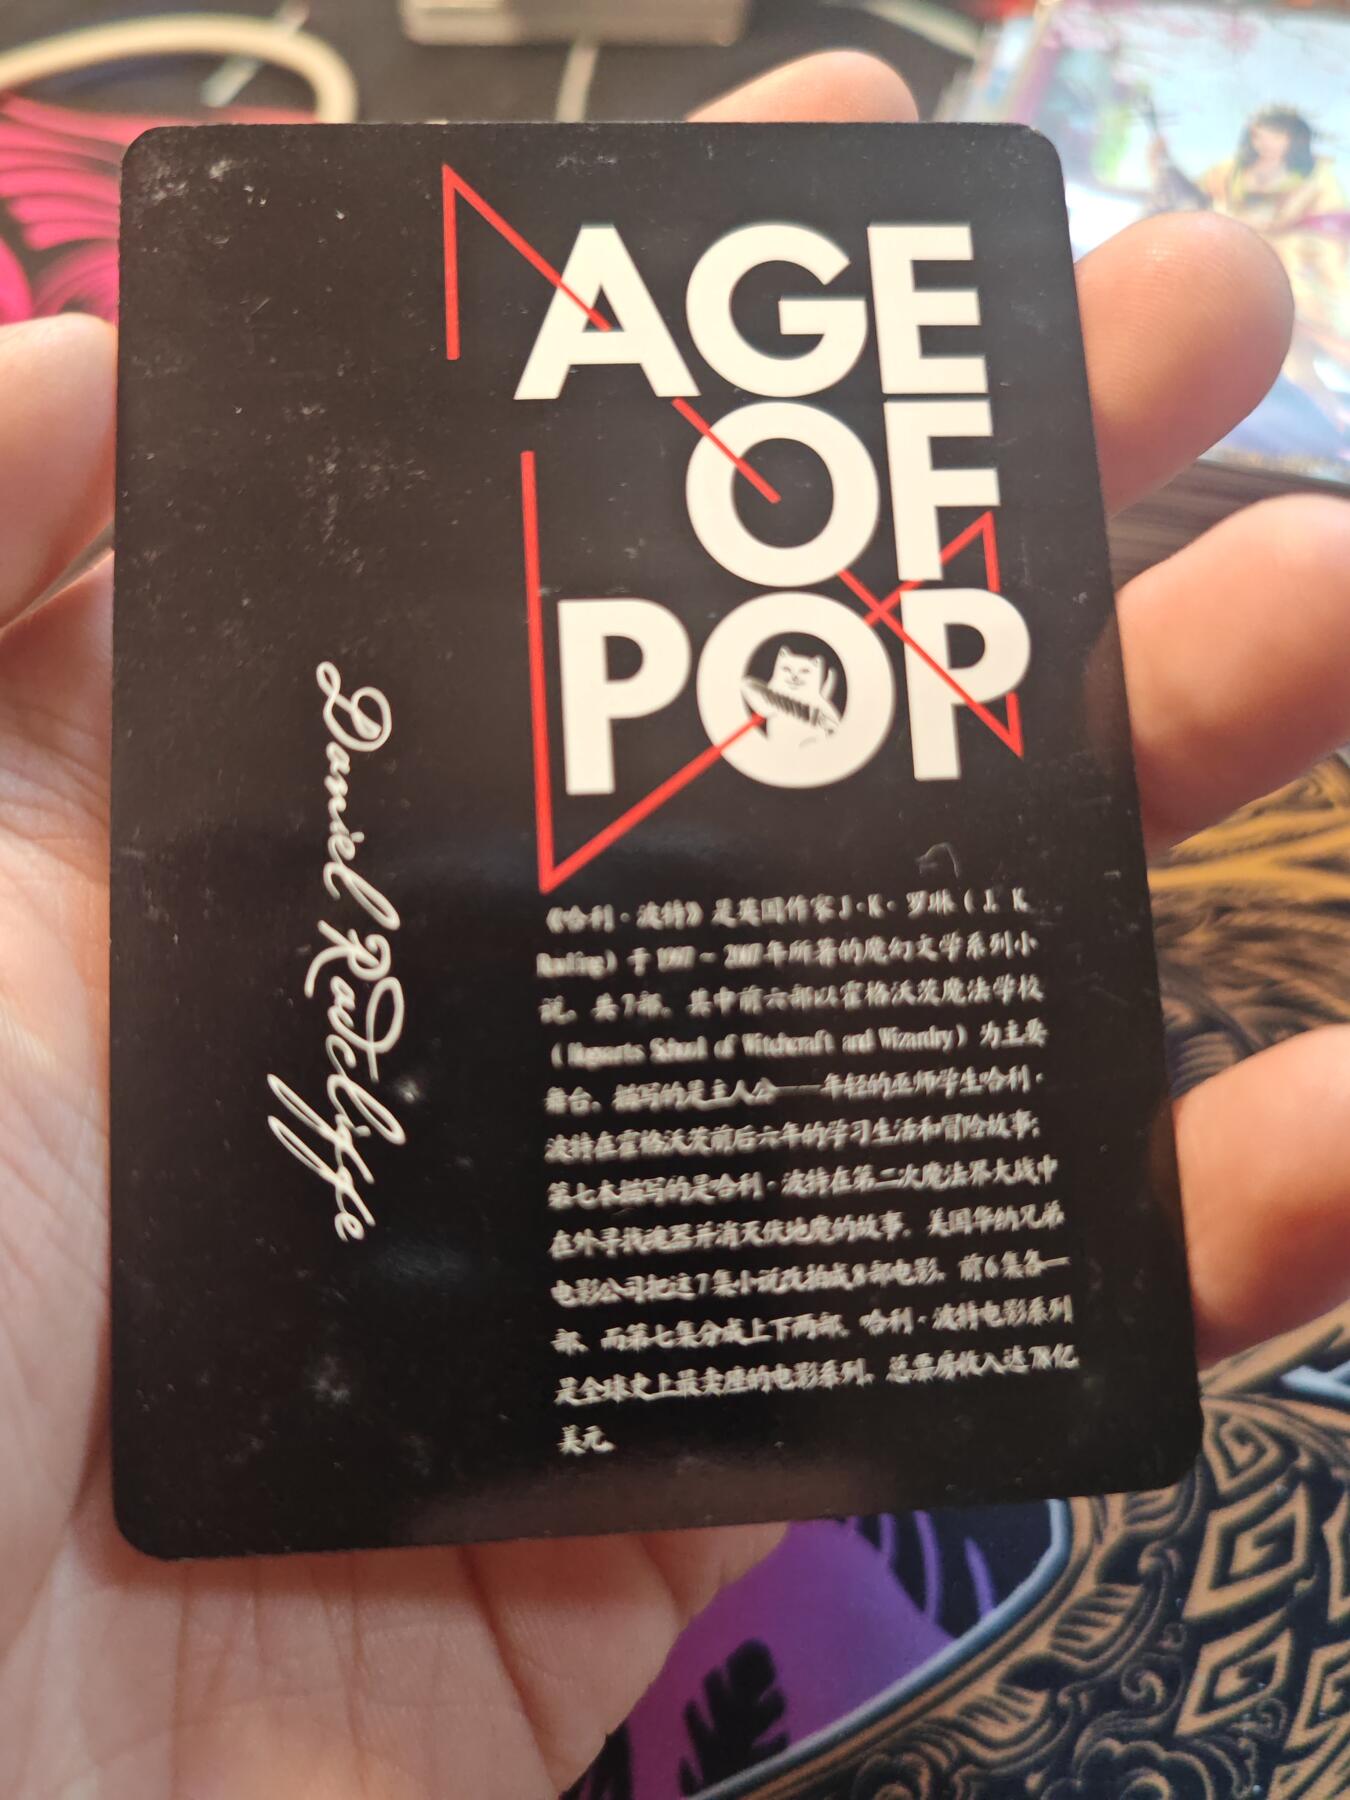 AGE
OF
POP
Daniel Radcliffe
《哈利·波特》是英国作家J·K·罗琳(J. K.
Rowling)于1997~2007年所著的魔幻文学系列小
说,共7部。其中前六部以霍格沃茨魔法学校
(Hogwarts School of Witchcraft and Wizardry)为主要
舞台,描写的是主人公——年轻的巫师学生哈利·
波特在霍格沃茨前后六年的学习生活和冒险故事;
第七本描写的是哈利·波特在第二次魔法界大战中
在外寻找魂器并消灭伏地魔的故事。美国华纳兄弟
电影公司把这7集小说改拍成8部电影,前6集各一
部,而第七集分成上下两部。哈利·波特电影系列
是全球史上最卖座的电影系列,总票房收入达78亿
美元。